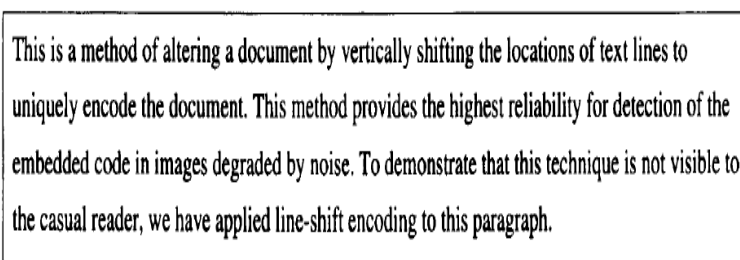 This is a method of altering a document by vertically shifting the locations of text lines to
uniquely encode the document. This method provides the highest reliability for detection of the
embedded code in images degraded by noise. To demonstrate that this technique is not visible to
the casual reader, we have applied line-shift encoding to this paragraph.